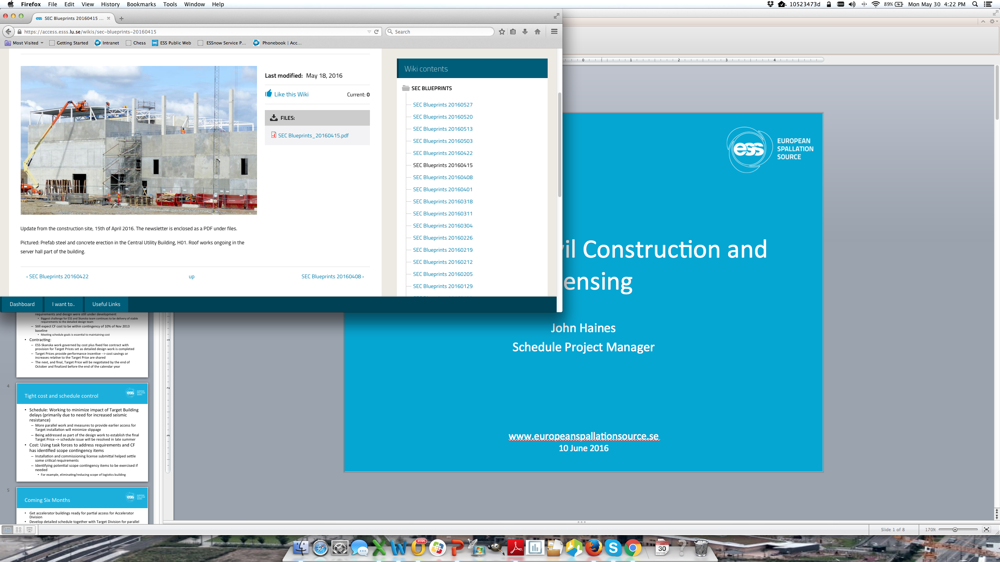 Firefox File Edit View History Bookmarks Tools Window Help
10523473d 89% Mon May 30 4:22 PM
ess SEC Blueprints 20160415 ...
https://access.esss.lu.se/wikis/sec-blueprints-20160415
Search
Most Visited Getting Started Intranet Chess ESS Public Web ESSnow Service P... Phonebook | Acc...
Last modified: May 18, 2016
Like this Wiki Current: 0
FILES:
SEC Blueprints_20160415.pdf
Update from the construction site, 15th of April 2016. The newsletter is enclosed as a PDF under files.
Pictured: Prefab steel and concrete erection in the Central Utility Building, H01. Roof works ongoing in the
server hall part of the building.
‹ SEC Blueprints 20160422 up SEC Blueprints 20160408 ›
Wiki contents
SEC BLUEPRINTS
SEC Blueprints 20160527
SEC Blueprints 20160520
SEC Blueprints 20160513
SEC Blueprints 20160503
SEC Blueprints 20160422
SEC Blueprints 20160415
SEC Blueprints 20160408
SEC Blueprints 20160401
SEC Blueprints 20160318
SEC Blueprints 20160311
SEC Blueprints 20160304
SEC Blueprints 20160226
SEC Blueprints 20160219
SEC Blueprints 20160212
SEC Blueprints 20160205
SEC Blueprints 20160129
Dashboard I want to.. Useful Links
0 1 2 3 4
ess
EUROPEAN
SPALLATION
SOURCE
vil Construction and
ensing
John Haines
Schedule Project Manager
www.europeanspallationsource.se
10 June 2016
1
2
3
requirements and design were still under development
• Biggest challenge for ESS and Skanska team continues to be delivery of stable
requirements to the detailed design team
– Still expect CF cost to be within contingency of 10% of Nov 2013
baseline
• Meeting schedule goals is essential to maintaining cost
• Contracting:
– ESS-Skanska work governed by cost plus fixed fee contract with
provision for Target Prices set as detailed design work is completed
– Target Prices provide performance incentive --> cost savings or
increases relative to the Target Price are shared
– The next, and final, Target Price will be negotiated by the end of
October and finalized before the end of the calendar year
4
Tight cost and schedule control
ess EUROPEAN
SPALLATION
SOURCE
• Schedule: Working to minimize impact of Target Building
delays (primarily due to need for increased seismic
resistance)
– More parallel work and measures to provide earlier access for
Target installation will minimize slippage
– Being addressed as part of the design work to establish the final
Target Price –> schedule issue will be resolved in late summer
• Cost: Using task forces to address requirements and CF
has identified scope contingency items
– Installation and commissioning license submittal helped settle
some critical requirements
– Identifying potential scope contingency items to be exercised if
needed
• For example, eliminating/reducing scope of logistics building
5
Coming Six Months
ess EUROPEAN
SPALLATION
SOURCE
• Get accelerator buildings ready for partial access for Accelerator
Division
• Develop detailed schedule together with Target Division for parallel
Slide 1 of 8 170%
3595
MAY
30